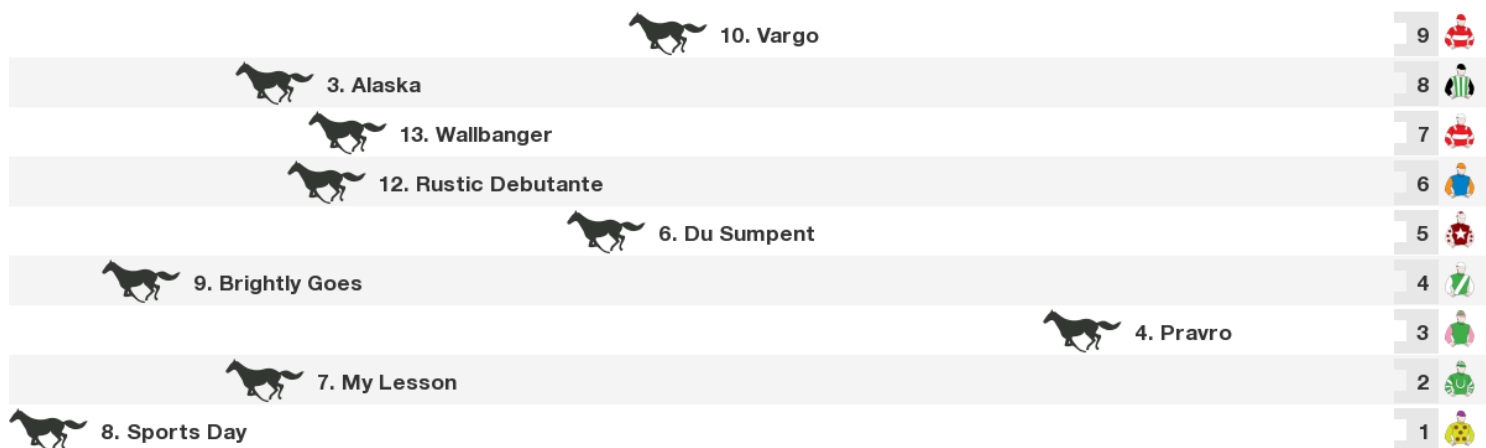 10. Vargo 9
3. Alaska 8
13. Wallbanger 7
12. Rustic Debutante 6
6. Du Sumpent 5
9. Brightly Goes 4
4. Pravro 3
7. My Lesson 2
8. Sports Day 1